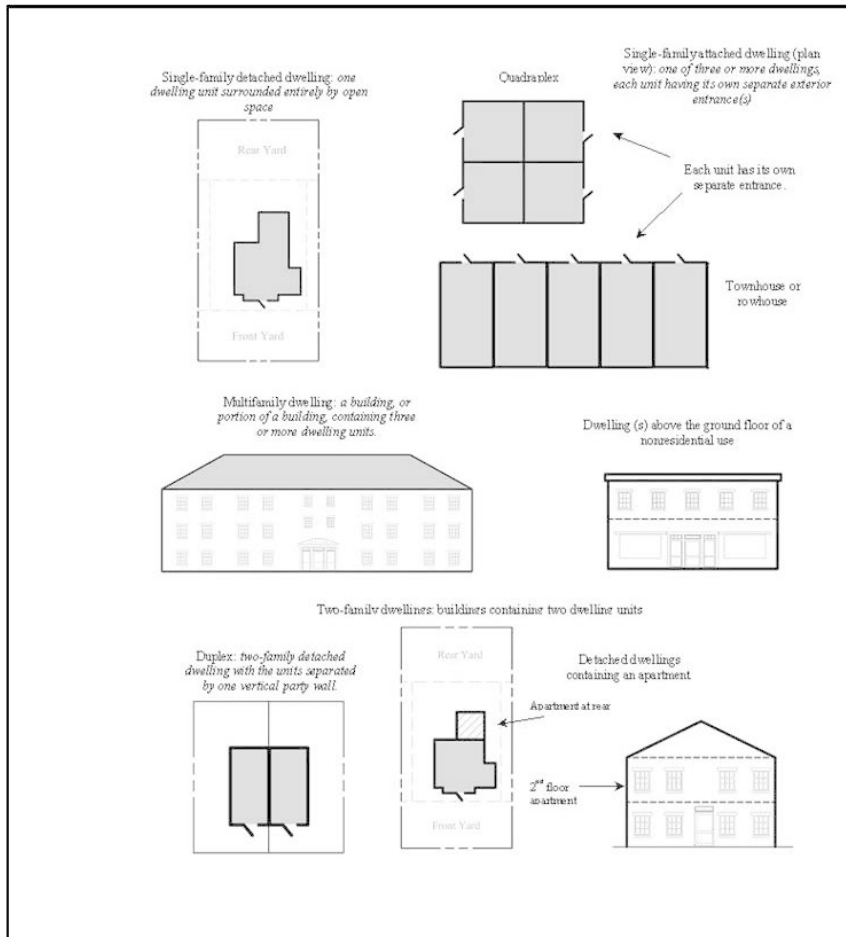 Single-family detached dwelling: one
dwelling unit surrounded entirely by open
space
Rear Yard
Front Yard
Quadraplex
Single-family attached dwelling (plan
view): one of three or more dwellings,
each unit having its own separate exterior
entrance(s)
Each unit has its own
separate entrance.
Townhouse or
rowhouse
Multifamily dwelling: a building, or
portion of a building, containing three
or more dwelling units.
Dwelling (s) above the ground floor of a
nonresidential use
Two-family dwellings: buildings containing two dwelling units
Duplex: two-family detached
dwelling with the units separated
by one vertical party wall.
Rear Yard
Front Yard
Detached dwellings
containing an apartment
Apartment at rear
2nd floor
apartment